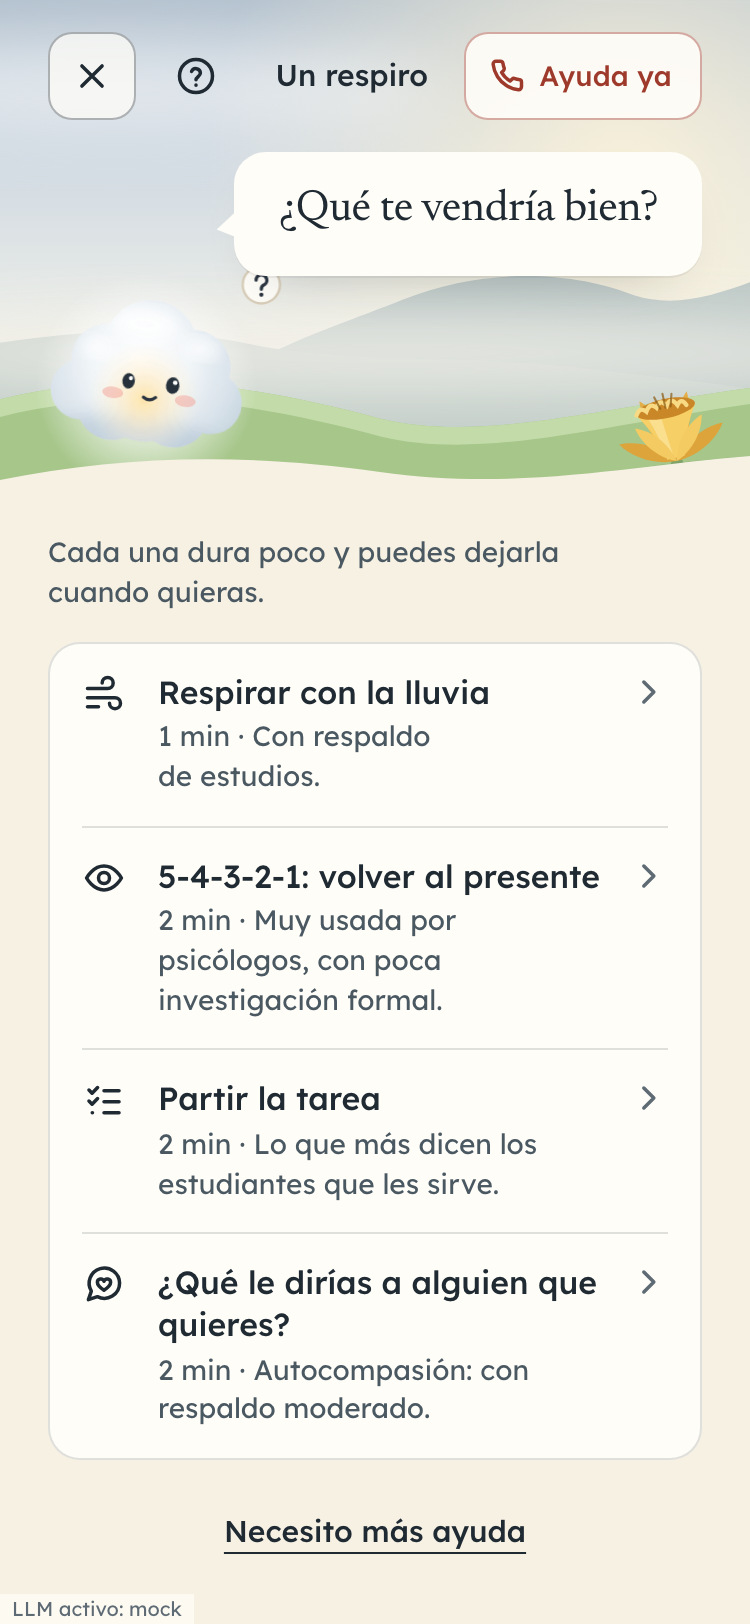 Un respiro
Ayuda ya
¿Qué te vendría bien?
?
Cada una dura poco y puedes dejarla
cuando quieras.
Respirar con la lluvia
1 min · Con respaldo
de estudios.
5-4-3-2-1: volver al presente
2 min · Muy usada por
psicólogos, con poca
investigación formal.
Partir la tarea
2 min · Lo que más dicen los
estudiantes que les sirve.
¿Qué le dirías a alguien que
quieres?
2 min · Autocompasión: con
respaldo moderado.
Necesito más ayuda
LLM activo: mock